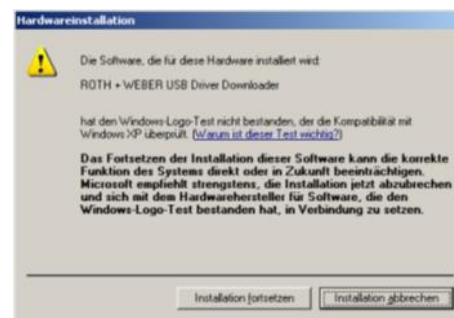 Hardwareinstallation
Die Software, die für diese Hardware installiert wird:
ROTH + WEBER USB Driver Downloader
hat den Windows-Logo-Test nicht bestanden, der die Kompatibilität mit
Windows XP überprüft. (Warum ist dieser Test wichtig?)
Das Fortsetzen der Installation dieser Software kann die korrekte
Funktion des Systems direkt oder in Zukunft beeinträchtigen.
Microsoft empfiehlt strengstens, die Installation jetzt abzubrechen
und sich mit dem Hardwarehersteller für Software, die den
Windows-Logo-Test bestanden hat, in Verbindung zu setzen.
Installation fortsetzen Installation abbrechen